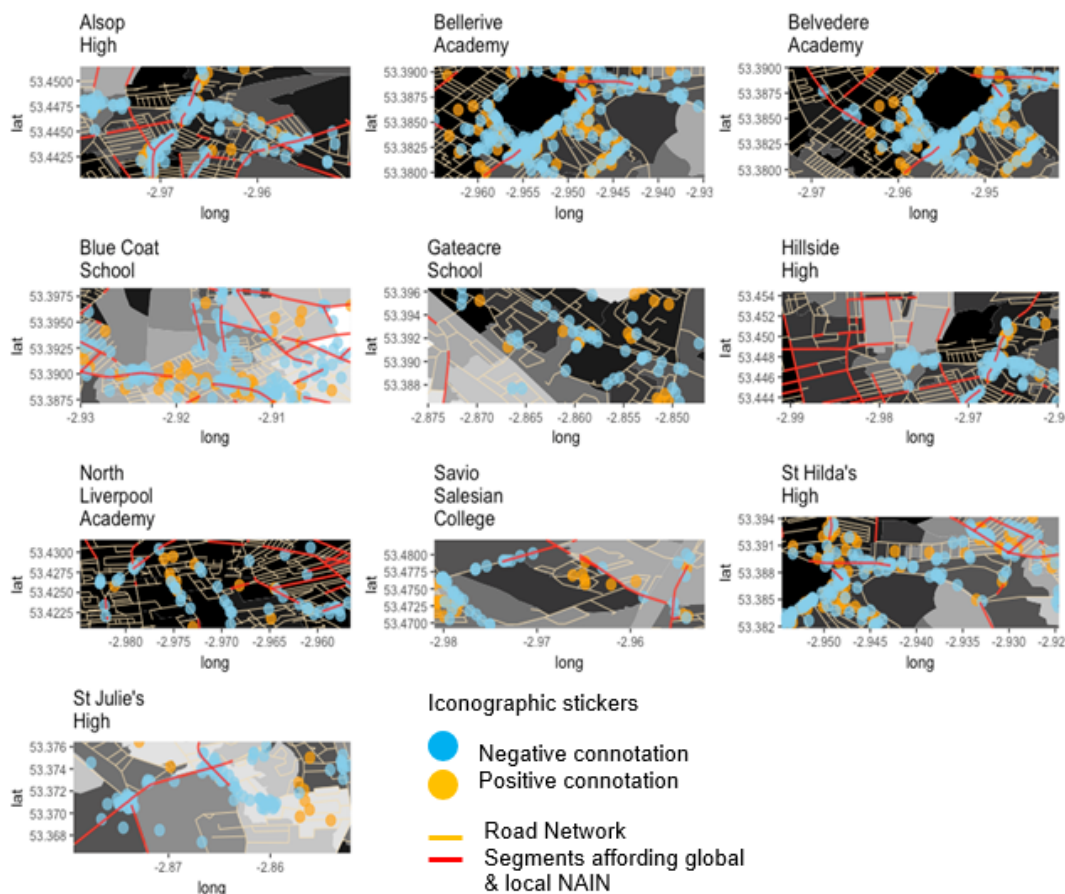 Alsop
High
lat
53.4500
53.4475
53.4450
53.4425
-2.97
-2.96
long
Bellerive
Academy
lat
53.3900
53.3875
53.3850
53.3825
53.3800
-2.960
-2.955
-2.950
-2.945
-2.940
-2.93
long
Belvedere
Academy
lat
53.3900
53.3875
53.3850
53.3825
53.3800
-2.97
-2.96
-2.95
long
Blue Coat
School
lat
53.3975
53.3950
53.3925
53.3900
53.3875
-2.93
-2.92
-2.91
long
Gateacre
School
lat
53.396
53.394
53.392
53.390
53.388
-2.875
-2.870
-2.865
-2.860
-2.855
-2.850
long
Hillside
High
lat
53.454
53.452
53.450
53.448
53.446
53.444
-2.99
-2.98
-2.97
-2.9
long
North
Liverpool
Academy
lat
53.4300
53.4275
53.4250
53.4225
-2.980
-2.975
-2.970
-2.965
-2.960
long
Savio
Salesian
College
lat
53.4800
53.4775
53.4750
53.4725
53.4700
-2.98
-2.97
-2.96
long
St Hilda's
High
lat
53.394
53.391
53.388
53.385
53.382
-2.950
-2.945
-2.940
-2.935
-2.930
-2.92
long
St Julie's
High
lat
53.376
53.374
53.372
53.370
53.368
-2.87
-2.86
long
Iconographic stickers
Negative connotation
Positive connotation
Road Network
Segments affording global
& local NAIN